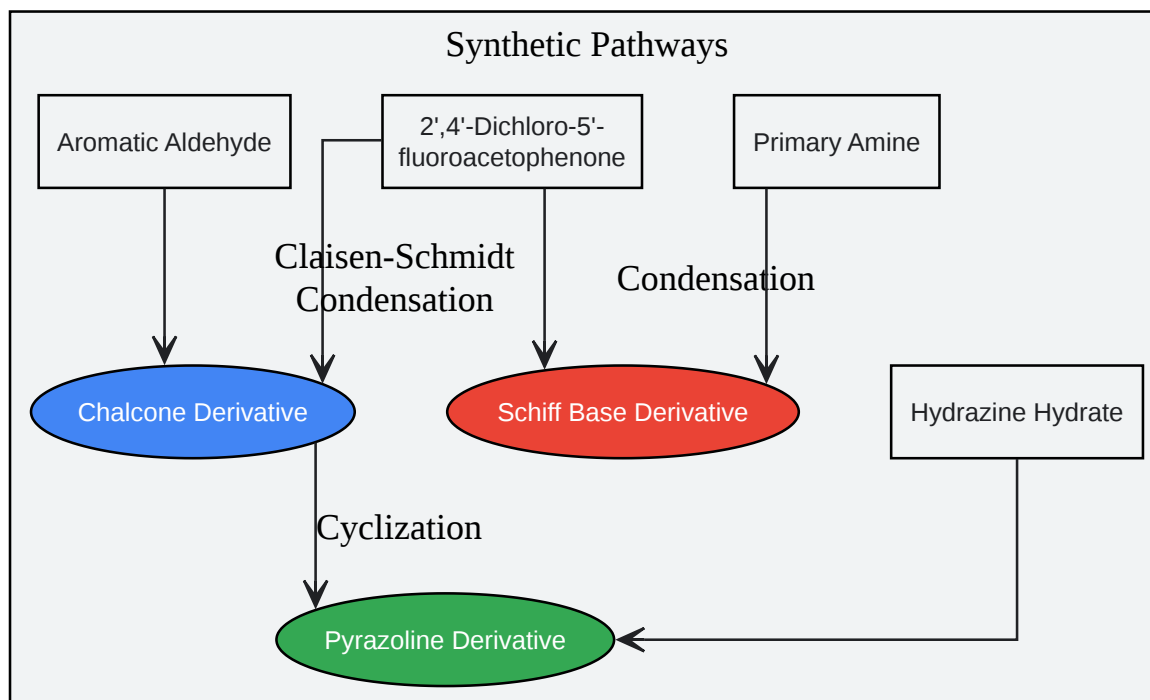 Synthetic Pathways
Aromatic Aldehyde
2',4'-Dichloro-5'-
fluoroacetophenone
Primary Amine
Claisen-Schmidt
Condensation
Condensation
Chalcone Derivative
Schiff Base Derivative
Hydrazine Hydrate
Cyclization
Pyrazoline Derivative